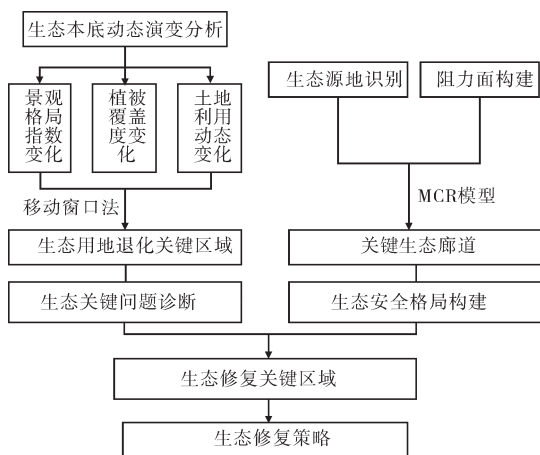 生态本底动态演变分析
景观
格局
指数
变化
植被
覆盖
度变
化
土地
利用
动态
变化
生态源地识别
阻力面构建
移动窗口法
MCR模型
生态用地退化关键区域
关键生态廊道
生态关键问题诊断
生态安全格局构建
生态修复关键区域
生态修复策略